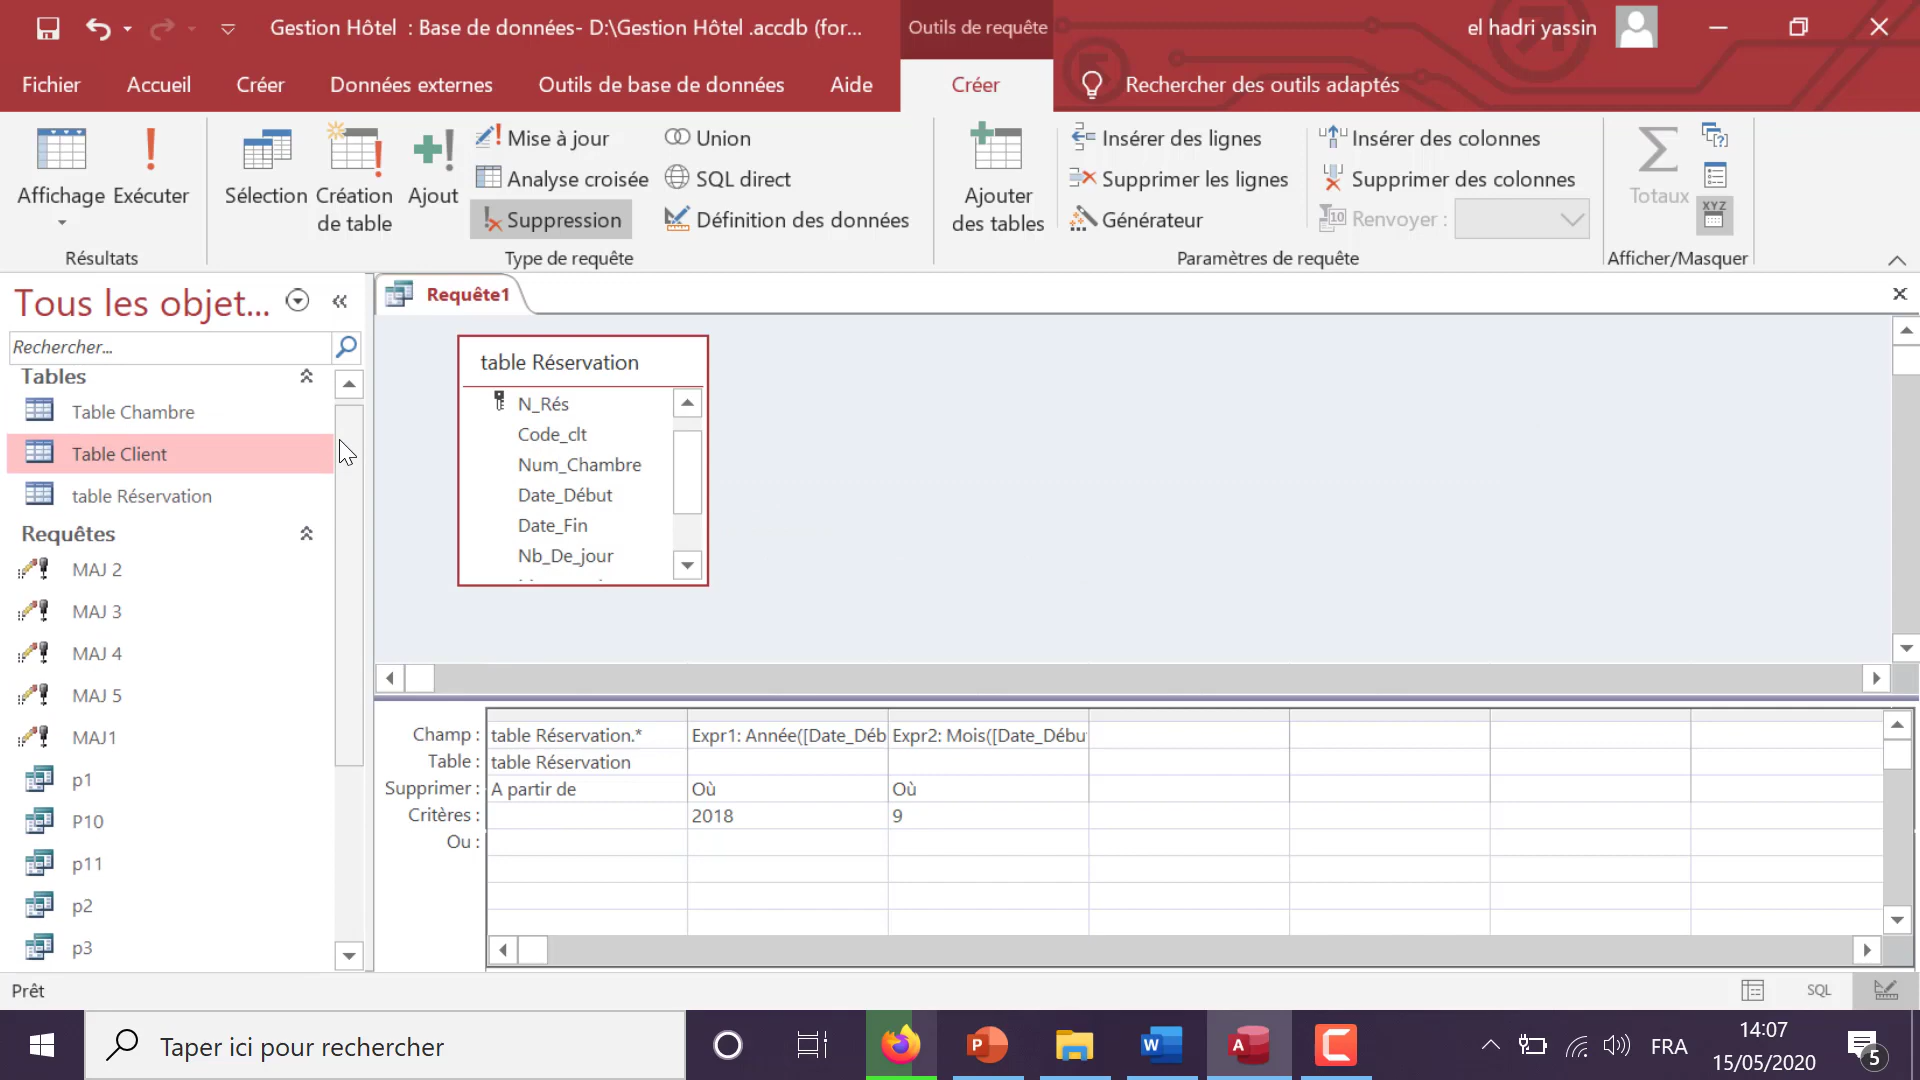 Gestion Hôtel  : Base de données- D:\Gestion Hôtel .accdb (for...
Outils de requête
el hadri yassin
Fichier
Accueil
Créer
Données externes
Outils de base de données
Aide
Créer
Rechercher des outils adaptés
Affichage
Exécuter
Résultats
Sélection
Création
de table
Ajout
Mise à jour
Analyse croisée
Suppression
Union
SQL direct
Définition des données
Type de requête
Ajouter
des tables
Insérer des lignes
Supprimer les lignes
Générateur
Insérer des colonnes
Supprimer des colonnes
Renvoyer :
Paramètres de requête
Totaux
XYZ
Afficher/Masquer
Tous les objet...
Rechercher...
Tables
Table Chambre
Table Client
table Réservation
Requêtes
MAJ 2
MAJ 3
MAJ 4
MAJ 5
MAJ1
p1
P10
p11
p2
p3
Requête1
table Réservation
N_Rés
Code_clt
Num_Chambre
Date_Début
Date_Fin
Nb_De_jour
Champ : table Réservation.* Expr1: Année([Date_Déb Expr2: Mois([Date_Débu
Table : table Réservation
Supprimer : A partir de Où Où
Critères : 2018 9
Ou :
Prêt
SQL
Taper ici pour rechercher
FRA
14:07
15/05/2020
5